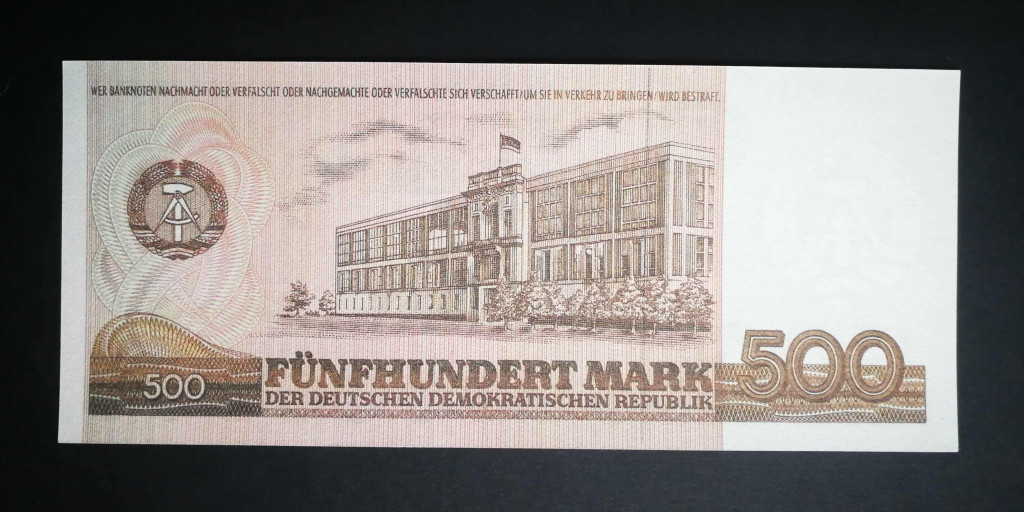 WER BANKNOTEN NACHMACHT ODER VERFÄLSCHT ODER NACHGEMACHTE ODER VERFÄLSCHTE SICH VERSCHAFFT/UM SIE IN VERKEHR ZU BRINGEN/WIRD BESTRAFT.
500
FÜNFHUNDERT MARK
DER DEUTSCHEN DEMOKRATISCHEN REPUBLIK
500